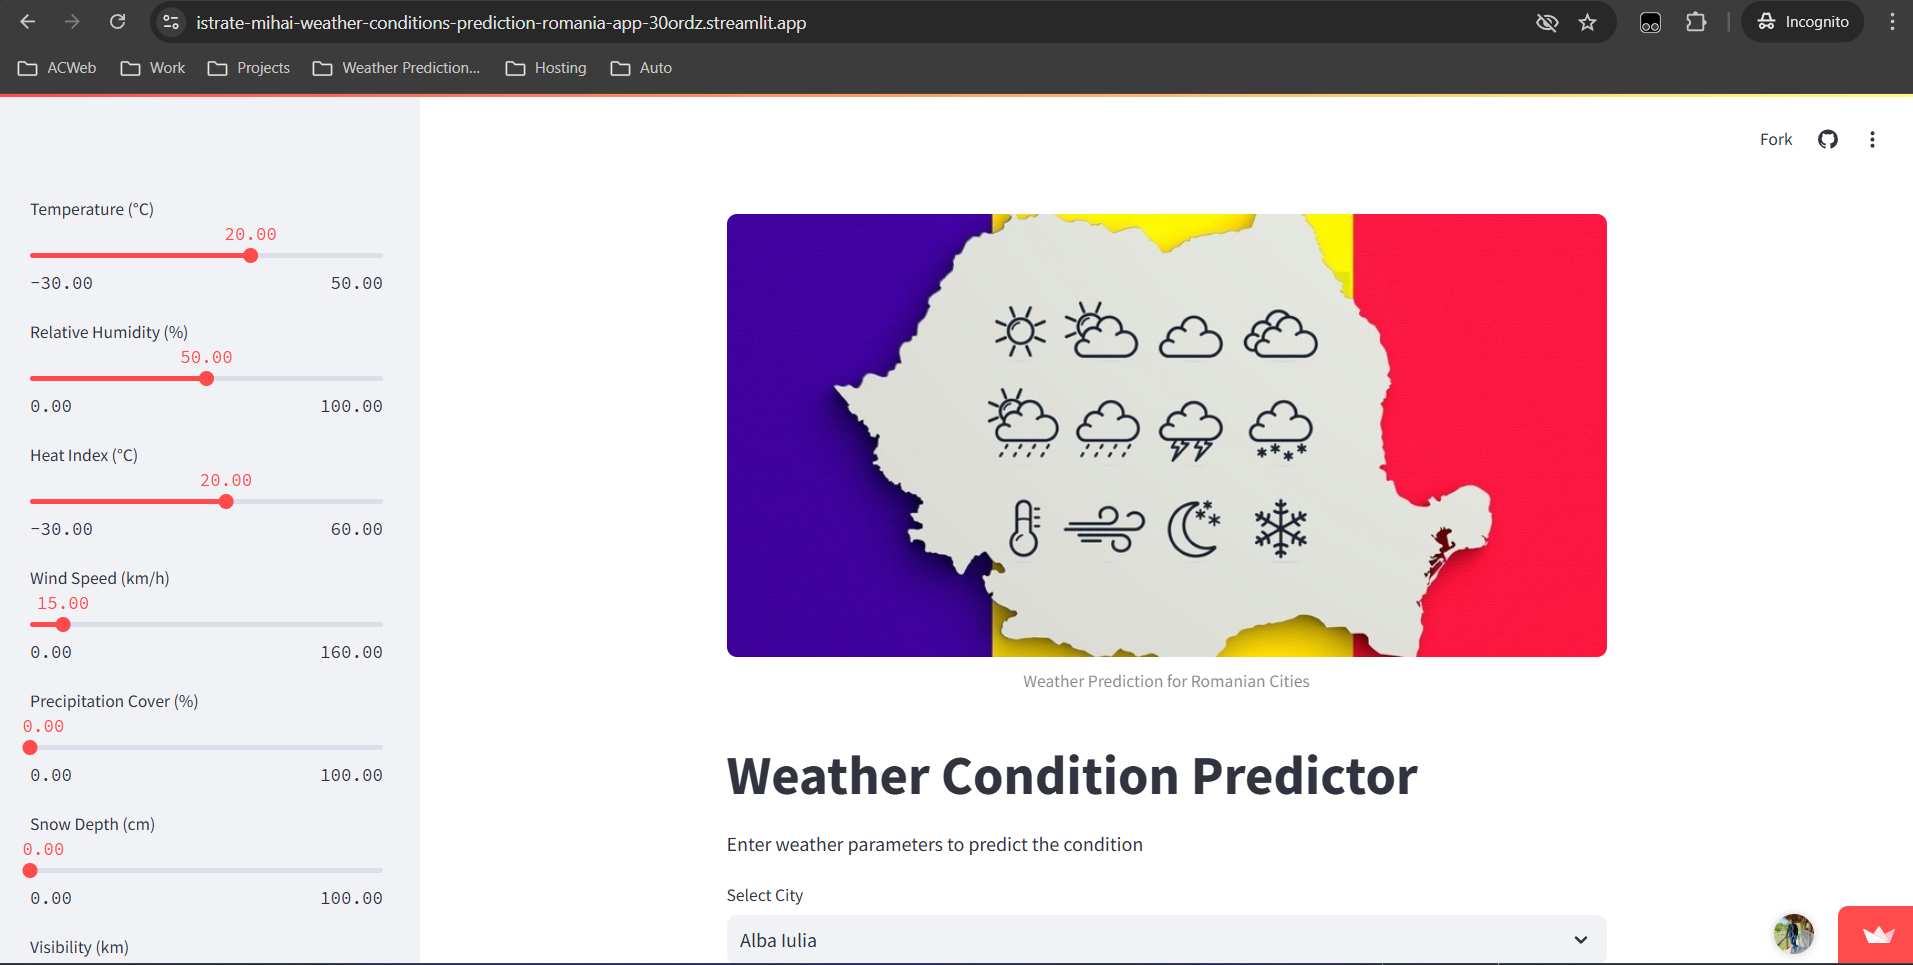 istrate-mihai-weather-conditions-prediction-romania-app-30ordz.streamlit.app
Incognito
ACWeb
Work
Projects
Weather Prediction...
Hosting
Auto
Fork
Temperature (°C)
20.00
-30.00 50.00
Relative Humidity (%)
50.00
0.00 100.00
Heat Index (°C)
20.00
-30.00 60.00
Wind Speed (km/h)
15.00
0.00 160.00
Precipitation Cover (%)
0.00
0.00 100.00
Snow Depth (cm)
0.00
0.00 100.00
Visibility (km)
Weather Prediction for Romanian Cities
Weather Condition Predictor
Enter weather parameters to predict the condition
Select City
Alba Iulia